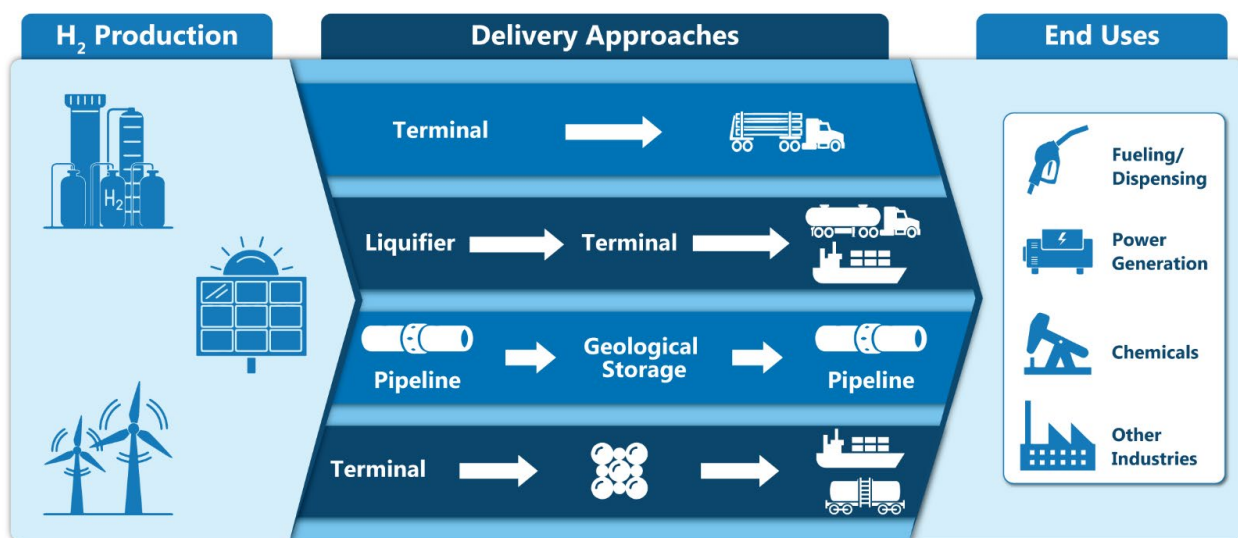 H₂ Production
Delivery Approaches
End Uses
H₂
Terminal
Liquifier
Terminal
Pipeline
Geological
Storage
Pipeline
Terminal
Fueling/
Dispensing
Power
Generation
Chemicals
Other
Industries